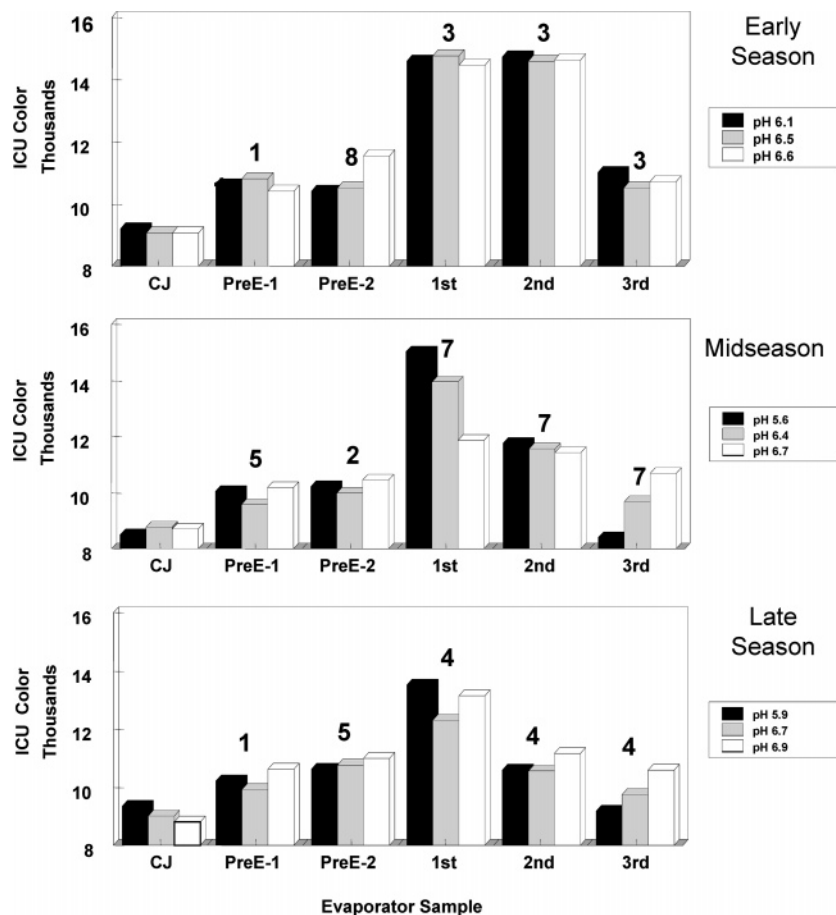 Early
Season
16
14
12
10
8
ICU Color
Thousands
3 3
1 8 3
CJ PreE-1 PreE-2 1st 2nd 3rd
pH 6.1
pH 6.5
pH 6.6
Midseason
16
14
12
10
8
ICU Color
Thousands
7
7
5 2 7
CJ PreE-1 PreE-2 1st 2nd 3rd
pH 5.6
pH 6.4
pH 6.7
Late
Season
16
14
12
10
8
ICU Color
Thousands
4
1 5 4 4
CJ PreE-1 PreE-2 1st 2nd 3rd
pH 5.9
pH 6.7
pH 6.9
Evaporator Sample